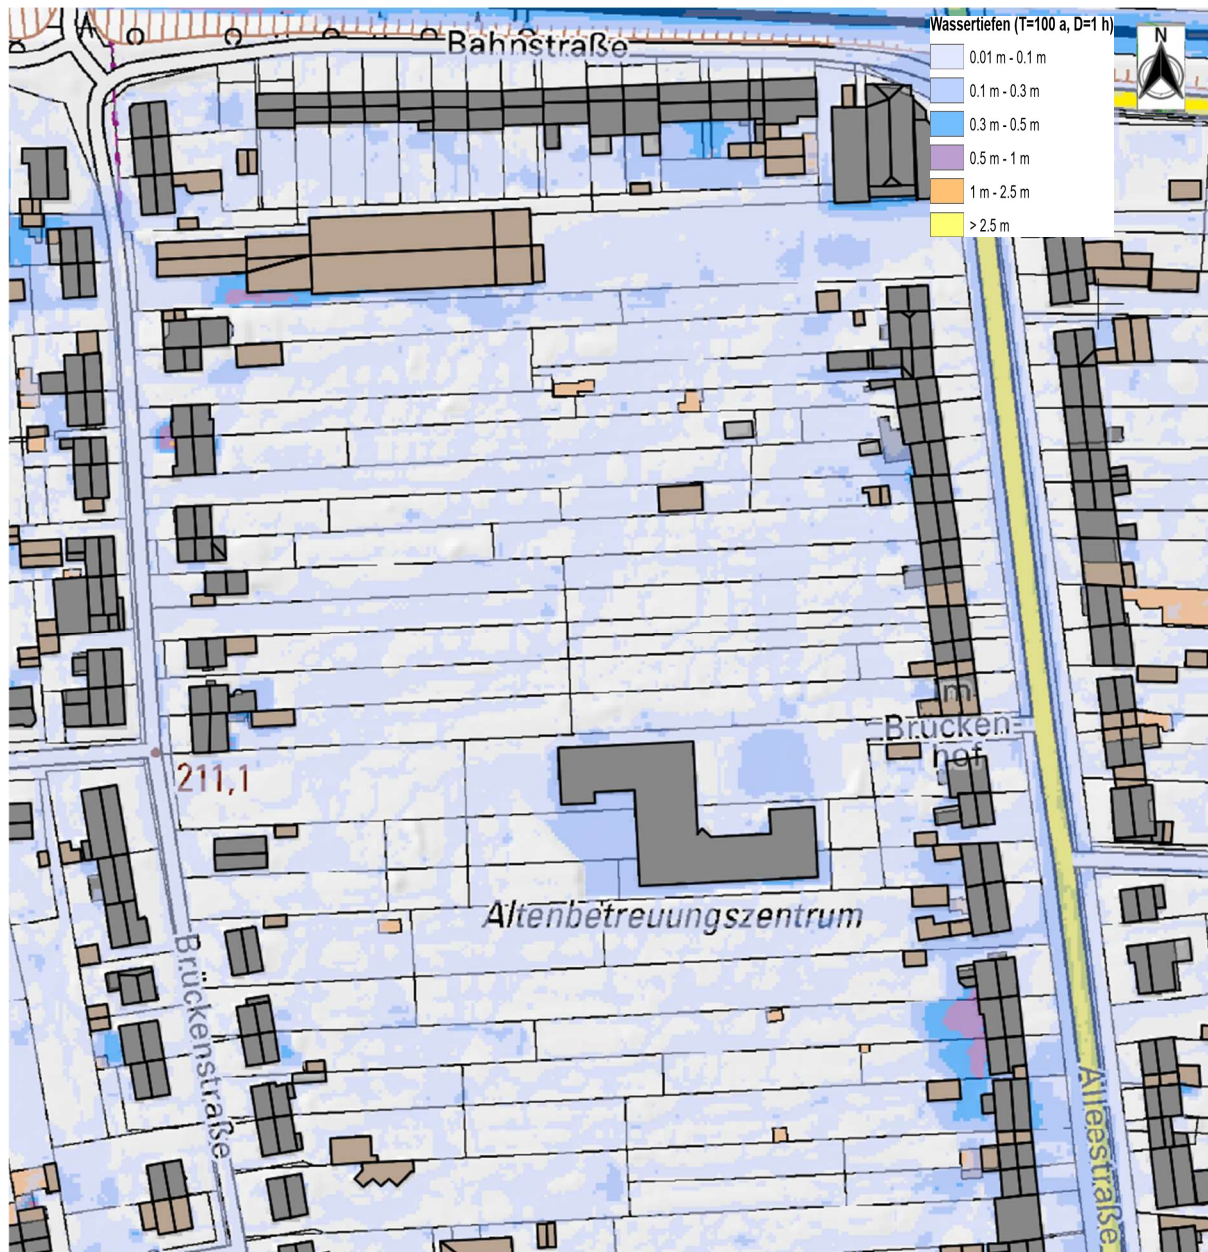 Wassertiefen (T=100 a, D=1 h)
N
0.01 m - 0.1 m
0.1 m - 0.3 m
0.3 m - 0.5 m
0.5 m - 1 m
1 m - 2.5 m
> 2.5 m
Bahnstraße
Im
Brücken-
hof
211,1
Altenbetreuungszentrum
Brückenstraße
Alleestraße